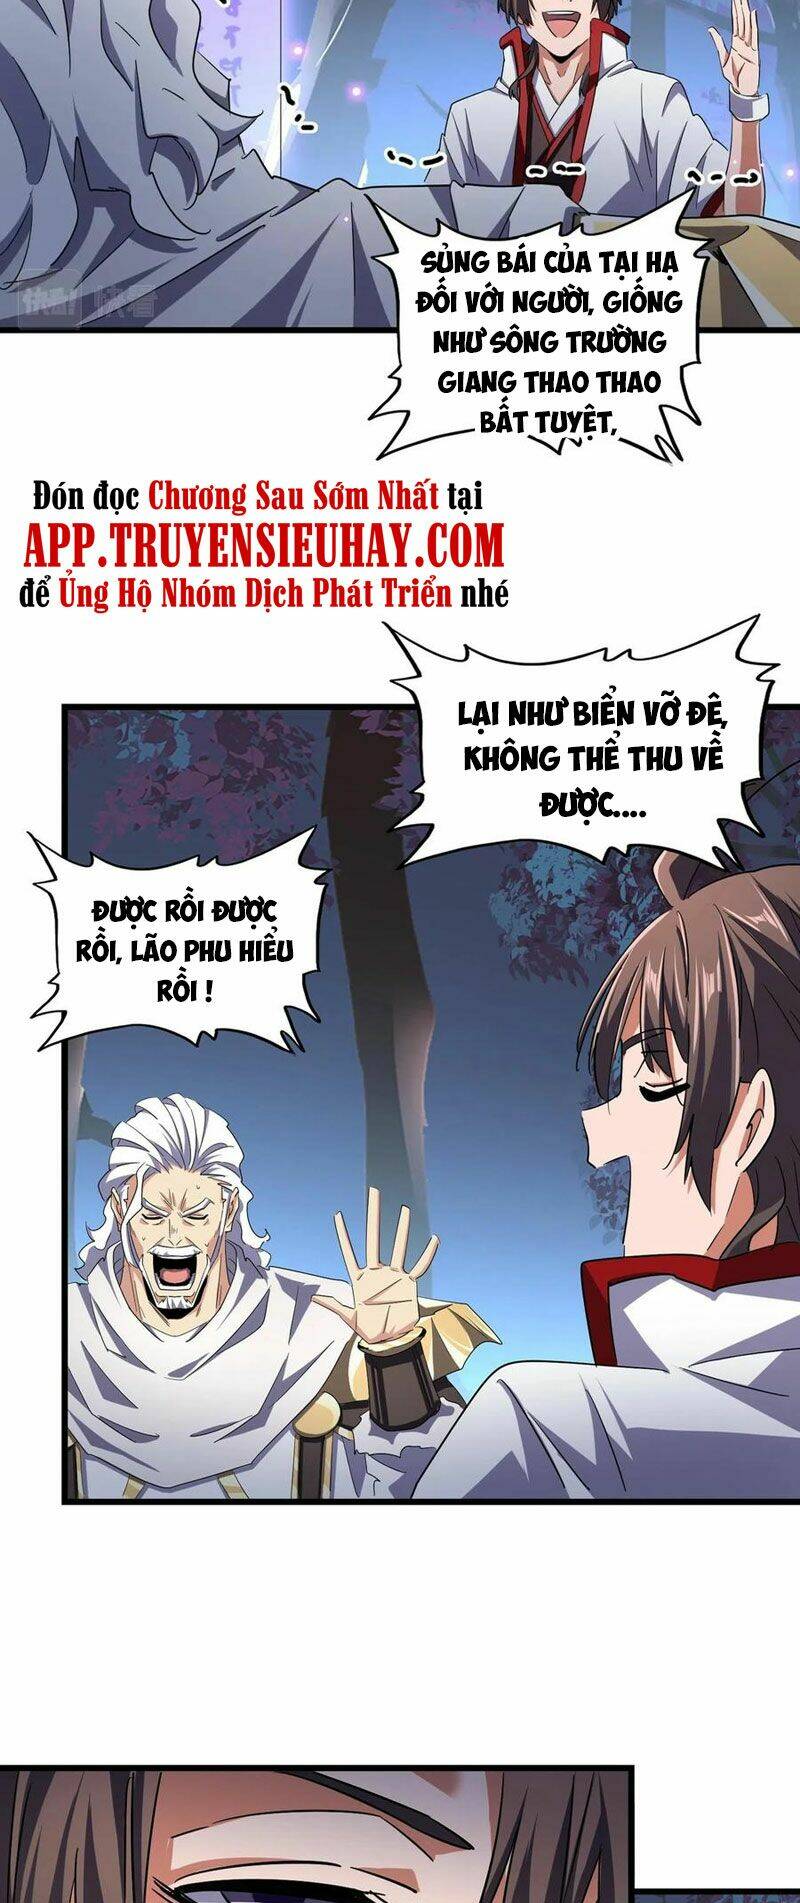 SỦNG BÁI CỦA TẠI HẠ
ĐỐI VỚI NGƯỜI, GIỐNG
NHƯ SÔNG TRƯỜNG
GIANG THAO THAO
BẤT TUYỆT,
Đón đọc Chương Sau Sớm Nhất tại
APP.TRUYENSIEUHAY.COM
để Ủng Hộ Nhóm Dịch Phát Triển nhé
LẠI NHƯ BIỂN VỠ ĐÊ,
KHÔNG THỂ THU VỀ
ĐƯỢC....
ĐƯỢC RỒI ĐƯỢC
RỒI, LÃO PHU HIỂU
RỒI !